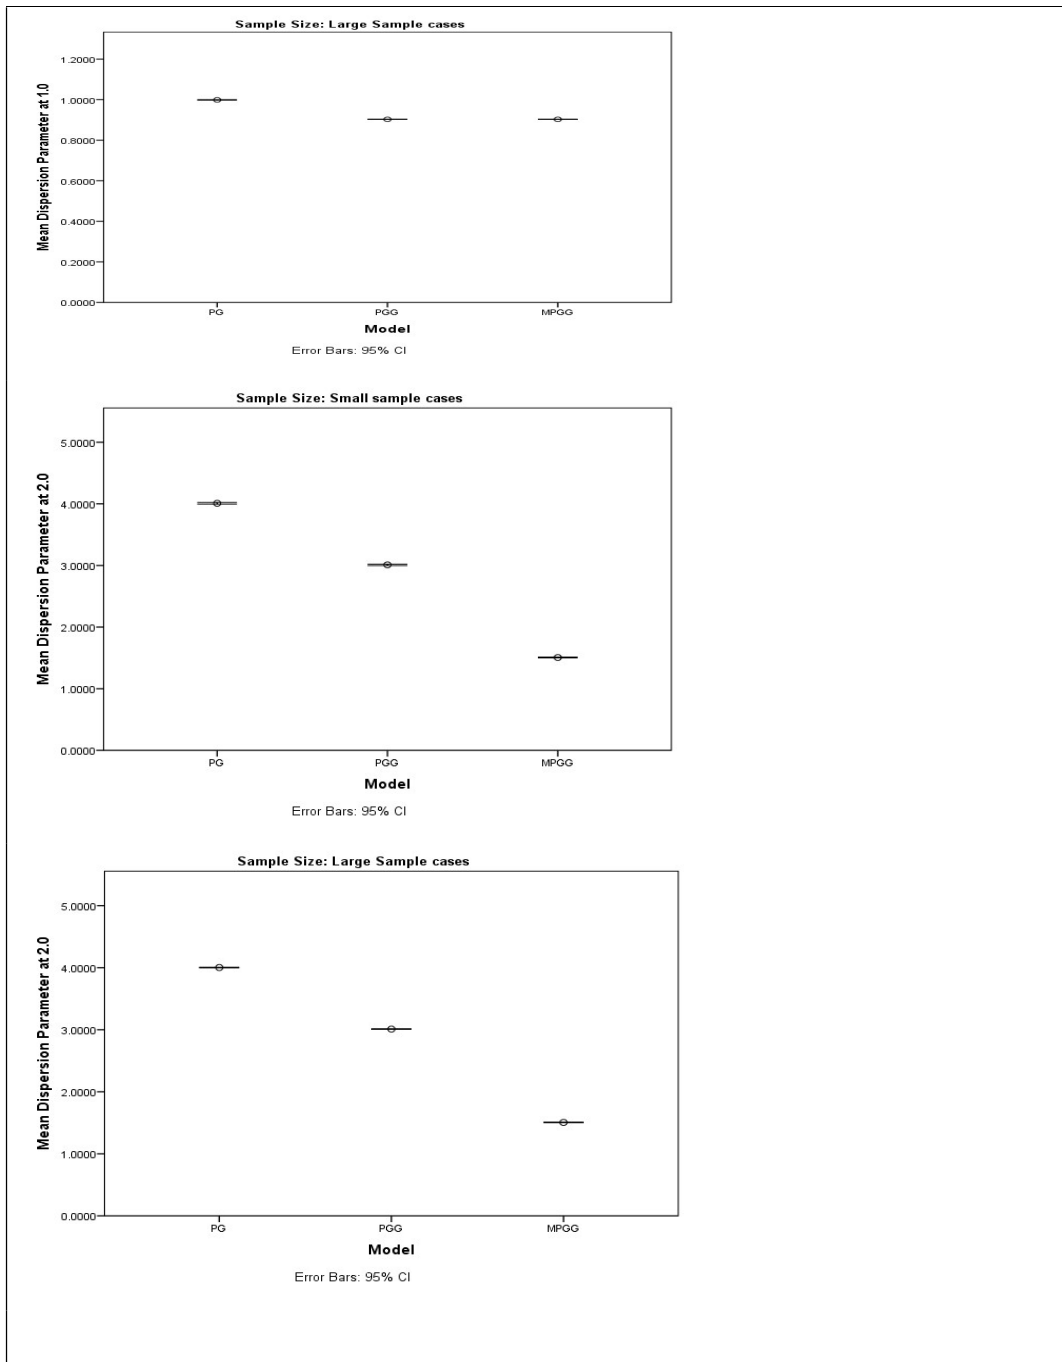 Sample Size: Large Sample cases
Mean Dispersion Parameter at 1.0
1.2000
1.0000
0.8000
0.6000
0.4000
0.2000
0.0000
PG PGG MPGG
Model
Error Bars: 95% CI
Sample Size: Small sample cases
Mean Dispersion Parameter at 2.0
5.0000
4.0000
3.0000
2.0000
1.0000
0.0000
PG PGG MPGG
Model
Error Bars: 95% CI
Sample Size: Large Sample cases
Mean Dispersion Parameter at 2.0
5.0000
4.0000
3.0000
2.0000
1.0000
0.0000
PG PGG MPGG
Model
Error Bars: 95% CI